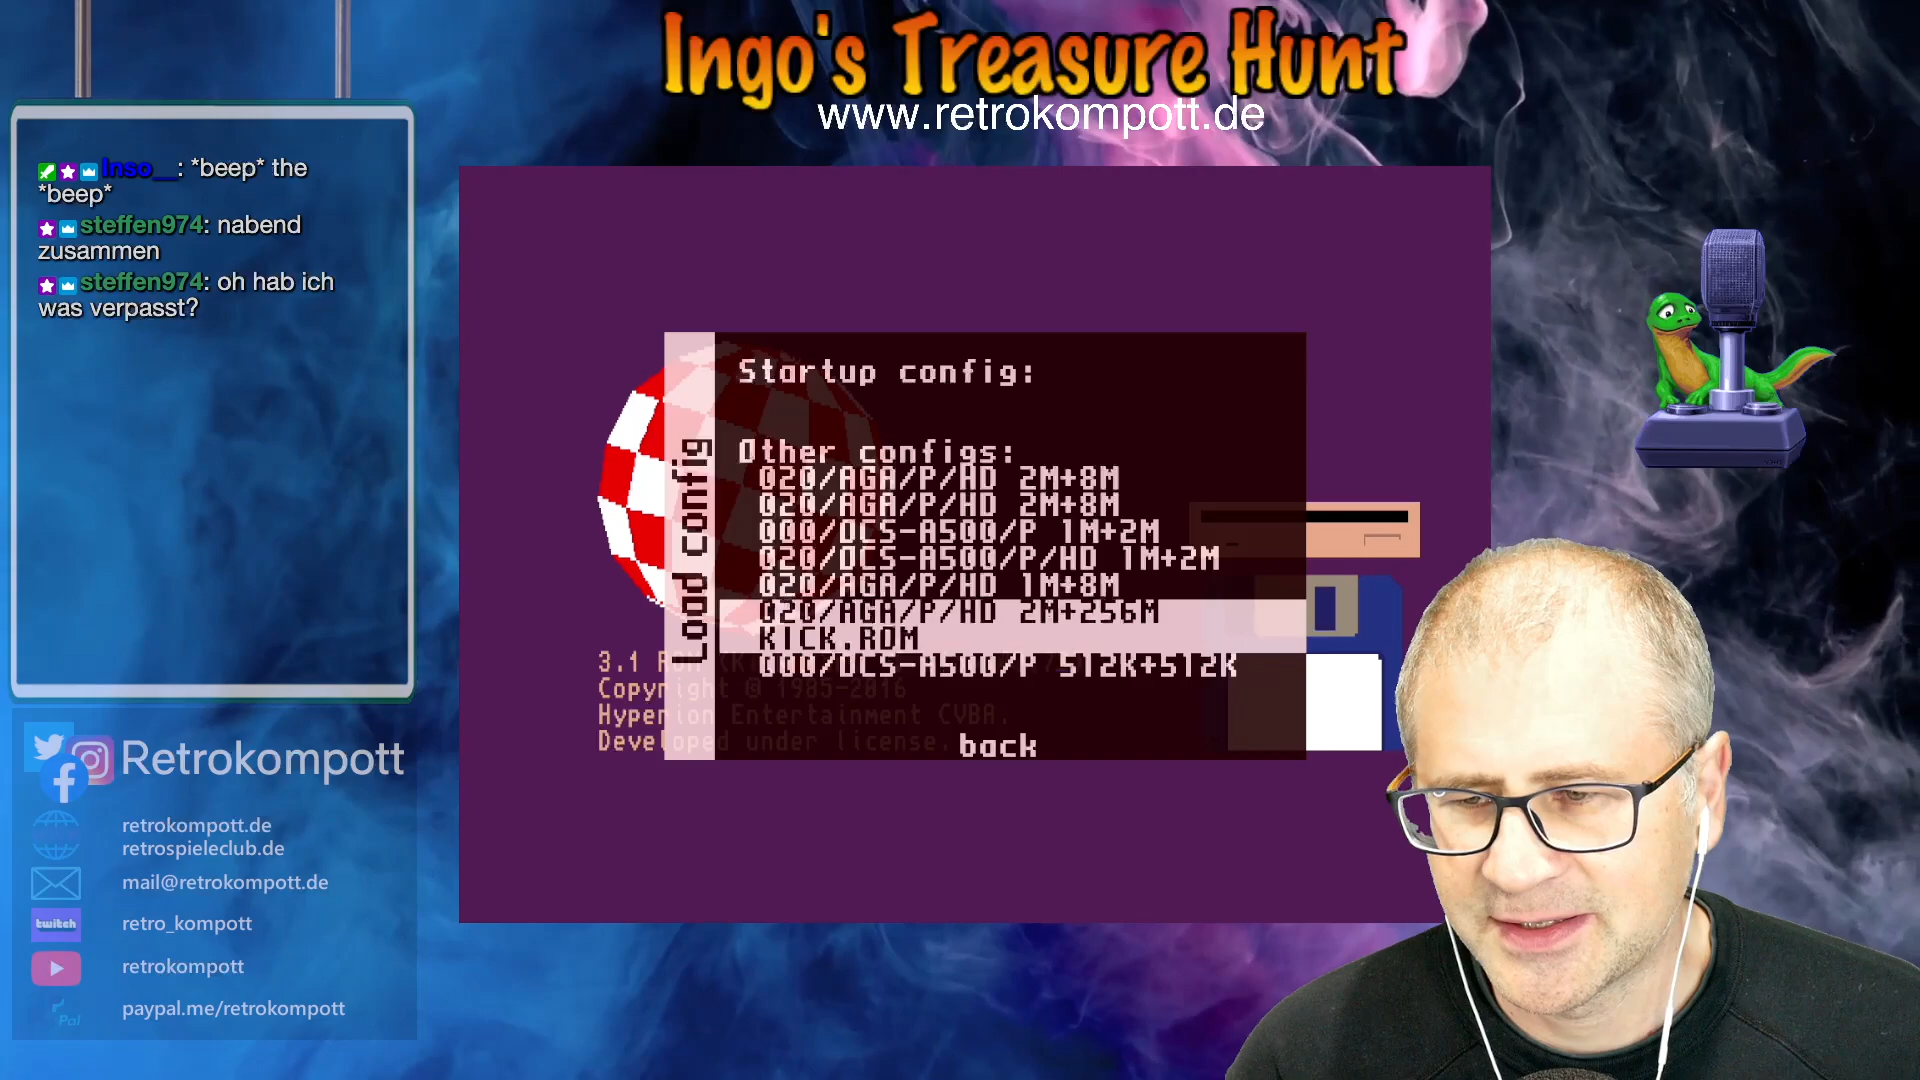 Ingo's Treasure Hunt
www.retrokompott.de
Inso__: *beep* the
*beep*
steffen974: nabend
zusammen
steffen974: oh hab ich
was verpasst?
Load config
Startup config:
Other configs:
020/AGA/P/HD 2M+8M
020/AGA/P/HD 2M+8M
000/OCS-A500/P 1M+2M
020/OCS-A500/P/HD 1M+2M
020/AGA/P/HD 1M+8M
020/AGA/P/HD 2M+256M
KICK.ROM
000/OCS-A500/P 512K+512K
back
3.1
Copyright © 1985-2016
Hyperion Entertainment CVBA.
Developed under license.
Retrokompott
retrokompott.de
retrospieleclub.de
mail@retrokompott.de
twitch retro_kompott
retrokompott
Pal paypal.me/retrokompott